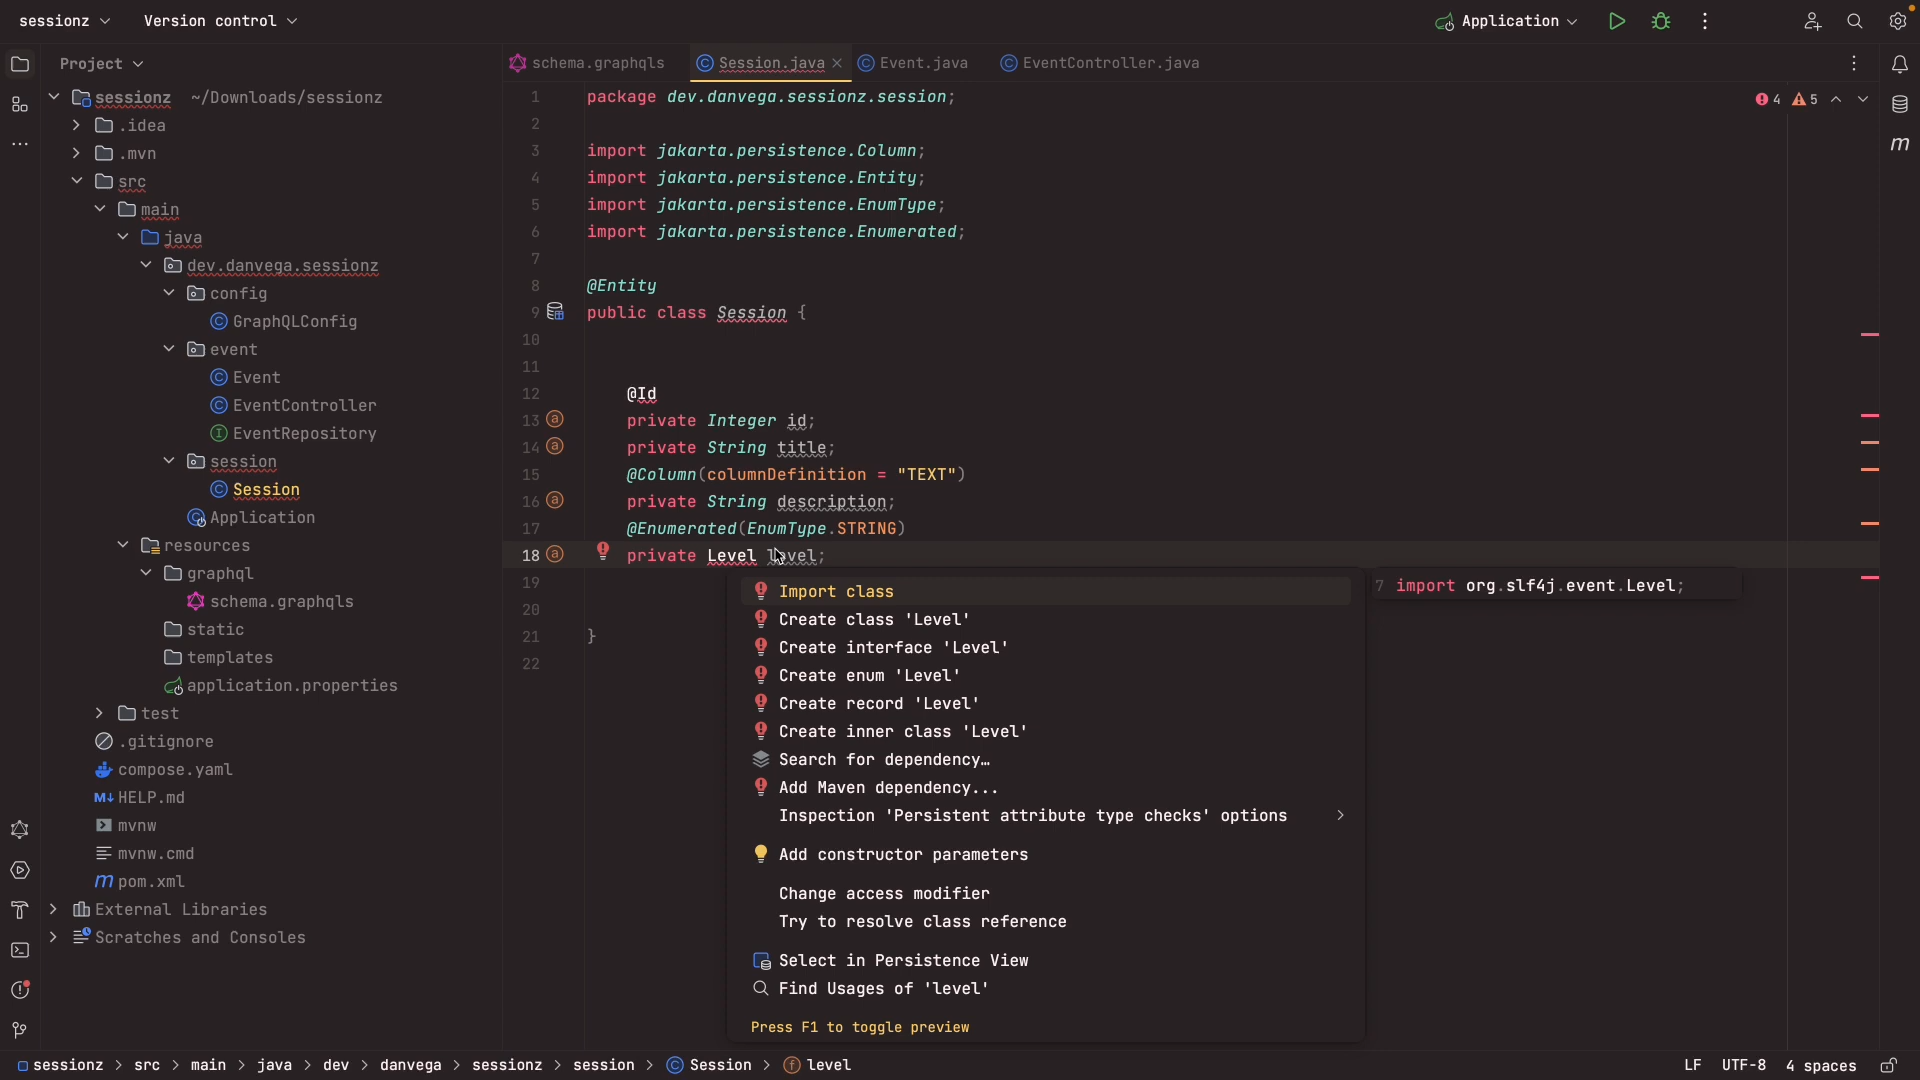 sessionz
Version control
Application
Project
schema.graphqls
Session.java
Event.java
EventController.java
sessionz ~/Downloads/sessionz
.idea
.mvn
src
main
java
dev.danvega.sessionz
config
GraphQLConfig
event
Event
EventController
EventRepository
session
Session
Application
resources
graphql
schema.graphqls
static
templates
application.properties
test
.gitignore
compose.yaml
HELP.md
mvnw
mvnw.cmd
pom.xml
External Libraries
Scratches and Consoles
4 5
1 package dev.danvega.sessionz.session;
2
3 import jakarta.persistence.Column;
4 import jakarta.persistence.Entity;
5 import jakarta.persistence.EnumType;
6 import jakarta.persistence.Enumerated;
7
8 @Entity
9 public class Session {
10
11
12 @Id
13 private Integer id;
14 private String title;
15 @Column(columnDefinition = "TEXT")
16 private String description;
17 @Enumerated(EnumType.STRING)
18 private Level level;
19
20
21 }
22
Import class
Create class 'Level'
Create interface 'Level'
Create enum 'Level'
Create record 'Level'
Create inner class 'Level'
Search for dependency…
Add Maven dependency...
Inspection 'Persistent attribute type checks' options
Add constructor parameters
Change access modifier
Try to resolve class reference
Select in Persistence View
Find Usages of 'level'
Press F1 to toggle preview
7 import org.slf4j.event.Level;
sessionz > src > main > java > dev > danvega > sessionz > session > Session > level
LF UTF-8 4 spaces